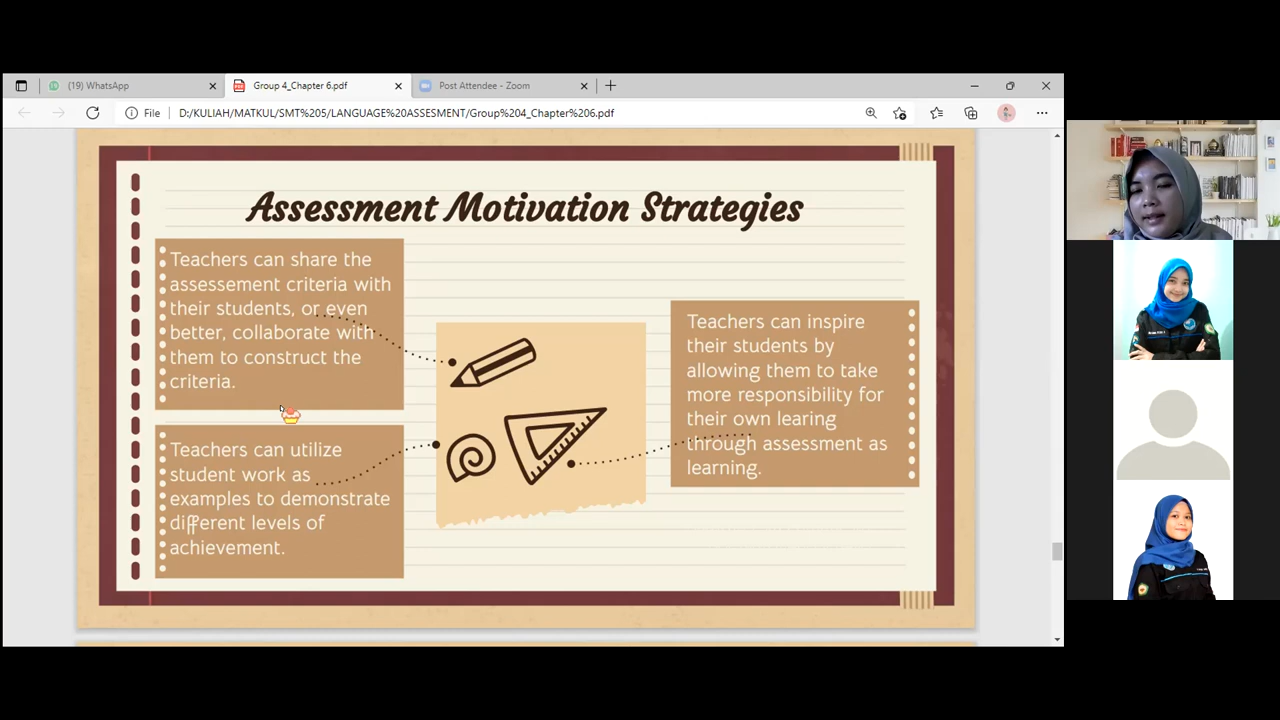 (19) WhatsApp
Group 4_Chapter 6.pdf
Post Attendee - Zoom
File
D:/KULIAH/MATKUL/SMT%205/LANGUAGE%20ASSESMENT/Group%204_Chapter%206.pdf
Assessment Motivation Strategies
Teachers can share the
assessement criteria with
their students, or even
better, collaborate with
them to construct the
criteria.
Teachers can utilize
student work as
examples to demonstrate
different levels of
achievement.
Teachers can inspire
their students by
allowing them to take
more responsibility for
their own learing
through assessment as
learning.